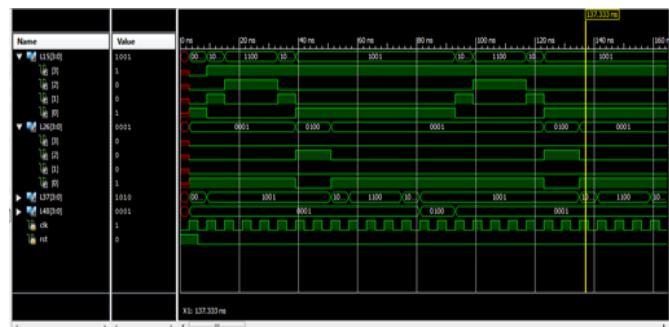 137.333 ns
Name Value
0 ns 20 ns 40 ns 60 ns 80 ns 100 ns 120 ns 140 ns 160 ns
L15[3:0] 1001 00... 10... 1100 10... 1001 10... 1100 10... 1001
[3] 1
[2] 0
[1] 0
[0] 1
L26[3:0] 0001 0001 0100 0001 0100 0001
[3] 0
[2] 0
[1] 0
[0] 1
L37[3:0] 1010 00... 1001 10... 1100 10... 1001 10... 1100 10...
L48[3:0] 0001 0001 0100 0001
clk 1
rst 0
X1: 137.333 ns